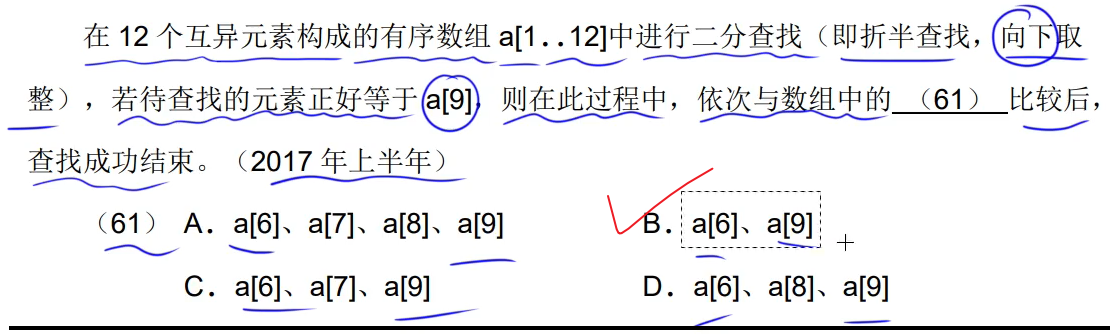 在 12 个互异元素构成的有序数组 a[1..12]中进行二分查找（即折半查找，向下取
整），若待查找的元素正好等于 a[9]，则在此过程中，依次与数组中的 （61） 比较后，
查找成功结束。（2017 年上半年）
（61） A．a[6]、a[7]、a[8]、a[9] B．a[6]、a[9]
C．a[6]、a[7]、a[9] D．a[6]、a[8]、a[9]